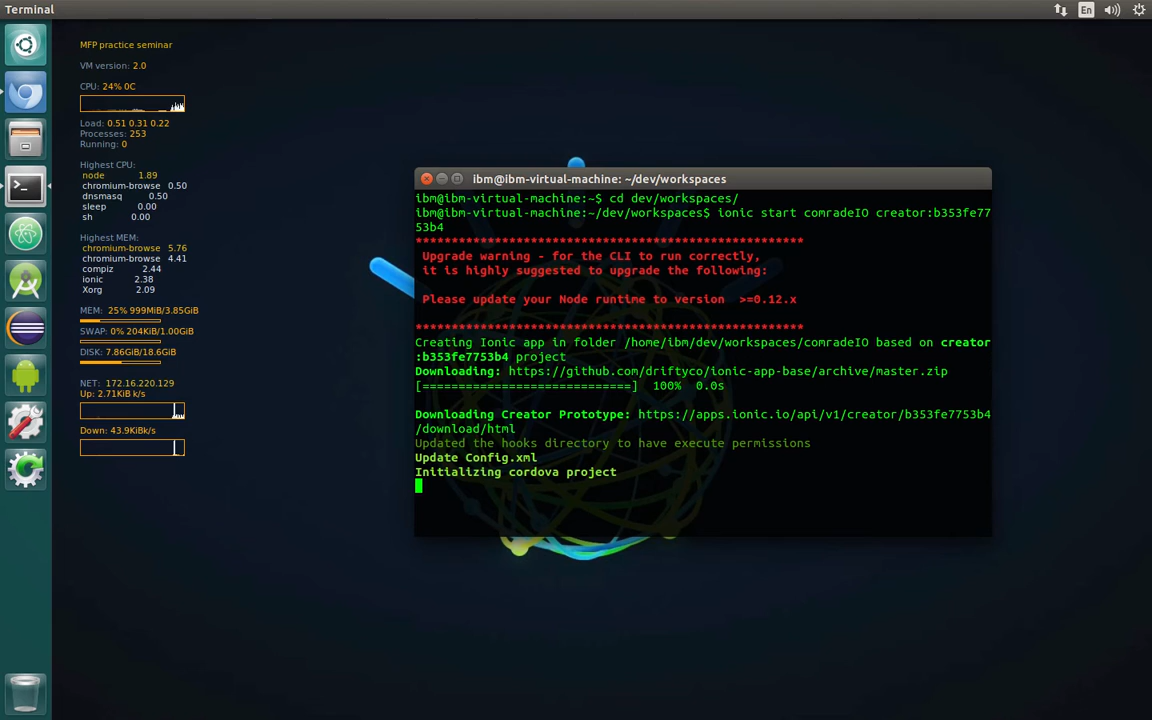 Terminal
En
MFP practice seminar
VM version: 2.0
CPU: 24% 0C
Load: 0.51 0.31 0.22
Processes: 253
Running: 0
Highest CPU:
node 1.89
chromium-browse 0.50
dnsmasq 0.50
sleep 0.00
sh 0.00
Highest MEM:
chromium-browse 5.76
chromium-browse 4.41
compiz 2.44
ionic 2.38
Xorg 2.09
MEM: 25% 999MiB/3.85GiB
SWAP: 0% 204KiB/1.00GiB
DISK: 7.86GiB/18.6GiB
NET: 172.16.220.129
Up: 2.71KiB k/s
Down: 43.9KiBk/s
ibm@ibm-virtual-machine: ~/dev/workspaces
ibm@ibm-virtual-machine:~$ cd dev/workspaces/
ibm@ibm-virtual-machine:~/dev/workspaces$ ionic start comradeIO creator:b353fe77
53b4
*****************************************************
Upgrade warning - for the CLI to run correctly,
it is highly suggested to upgrade the following:
Please update your Node runtime to version >=0.12.x
*****************************************************
Creating Ionic app in folder /home/ibm/dev/workspaces/comradeIO based on creator
:b353fe7753b4 project
Downloading: https://github.com/driftyco/ionic-app-base/archive/master.zip
[=============================] 100% 0.0s
Downloading Creator Prototype: https://apps.ionic.io/api/v1/creator/b353fe7753b4
/download/html
Updated the hooks directory to have execute permissions
Update Config.xml
Initializing cordova project